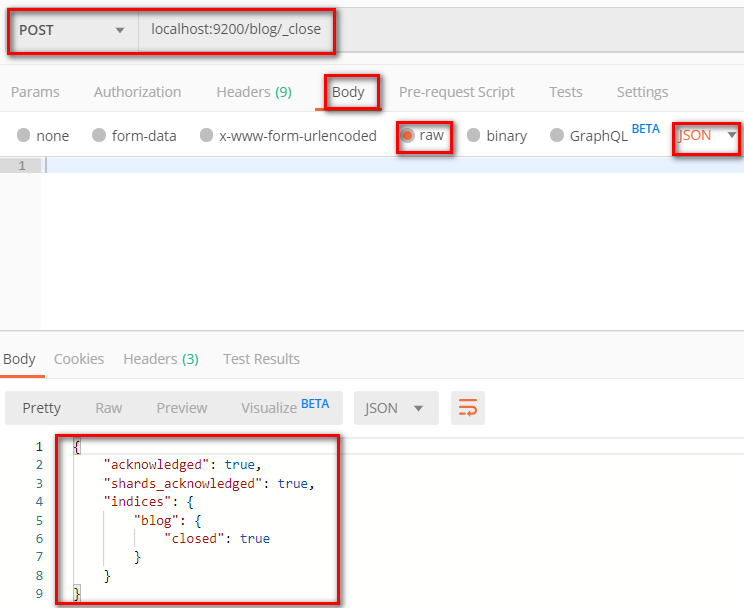 POST localhost:9200/blog/_close
Params Authorization Headers (9) Body Pre-request Script Tests Settings
none form-data x-www-form-urlencoded raw binary GraphQL BETA JSON
1
Body Cookies Headers (3) Test Results
Pretty Raw Preview Visualize BETA JSON
1 {
2 "acknowledged": true,
3 "shards_acknowledged": true,
4 "indices": {
5 "blog": {
6 "closed": true
7 }
8 }
9 }